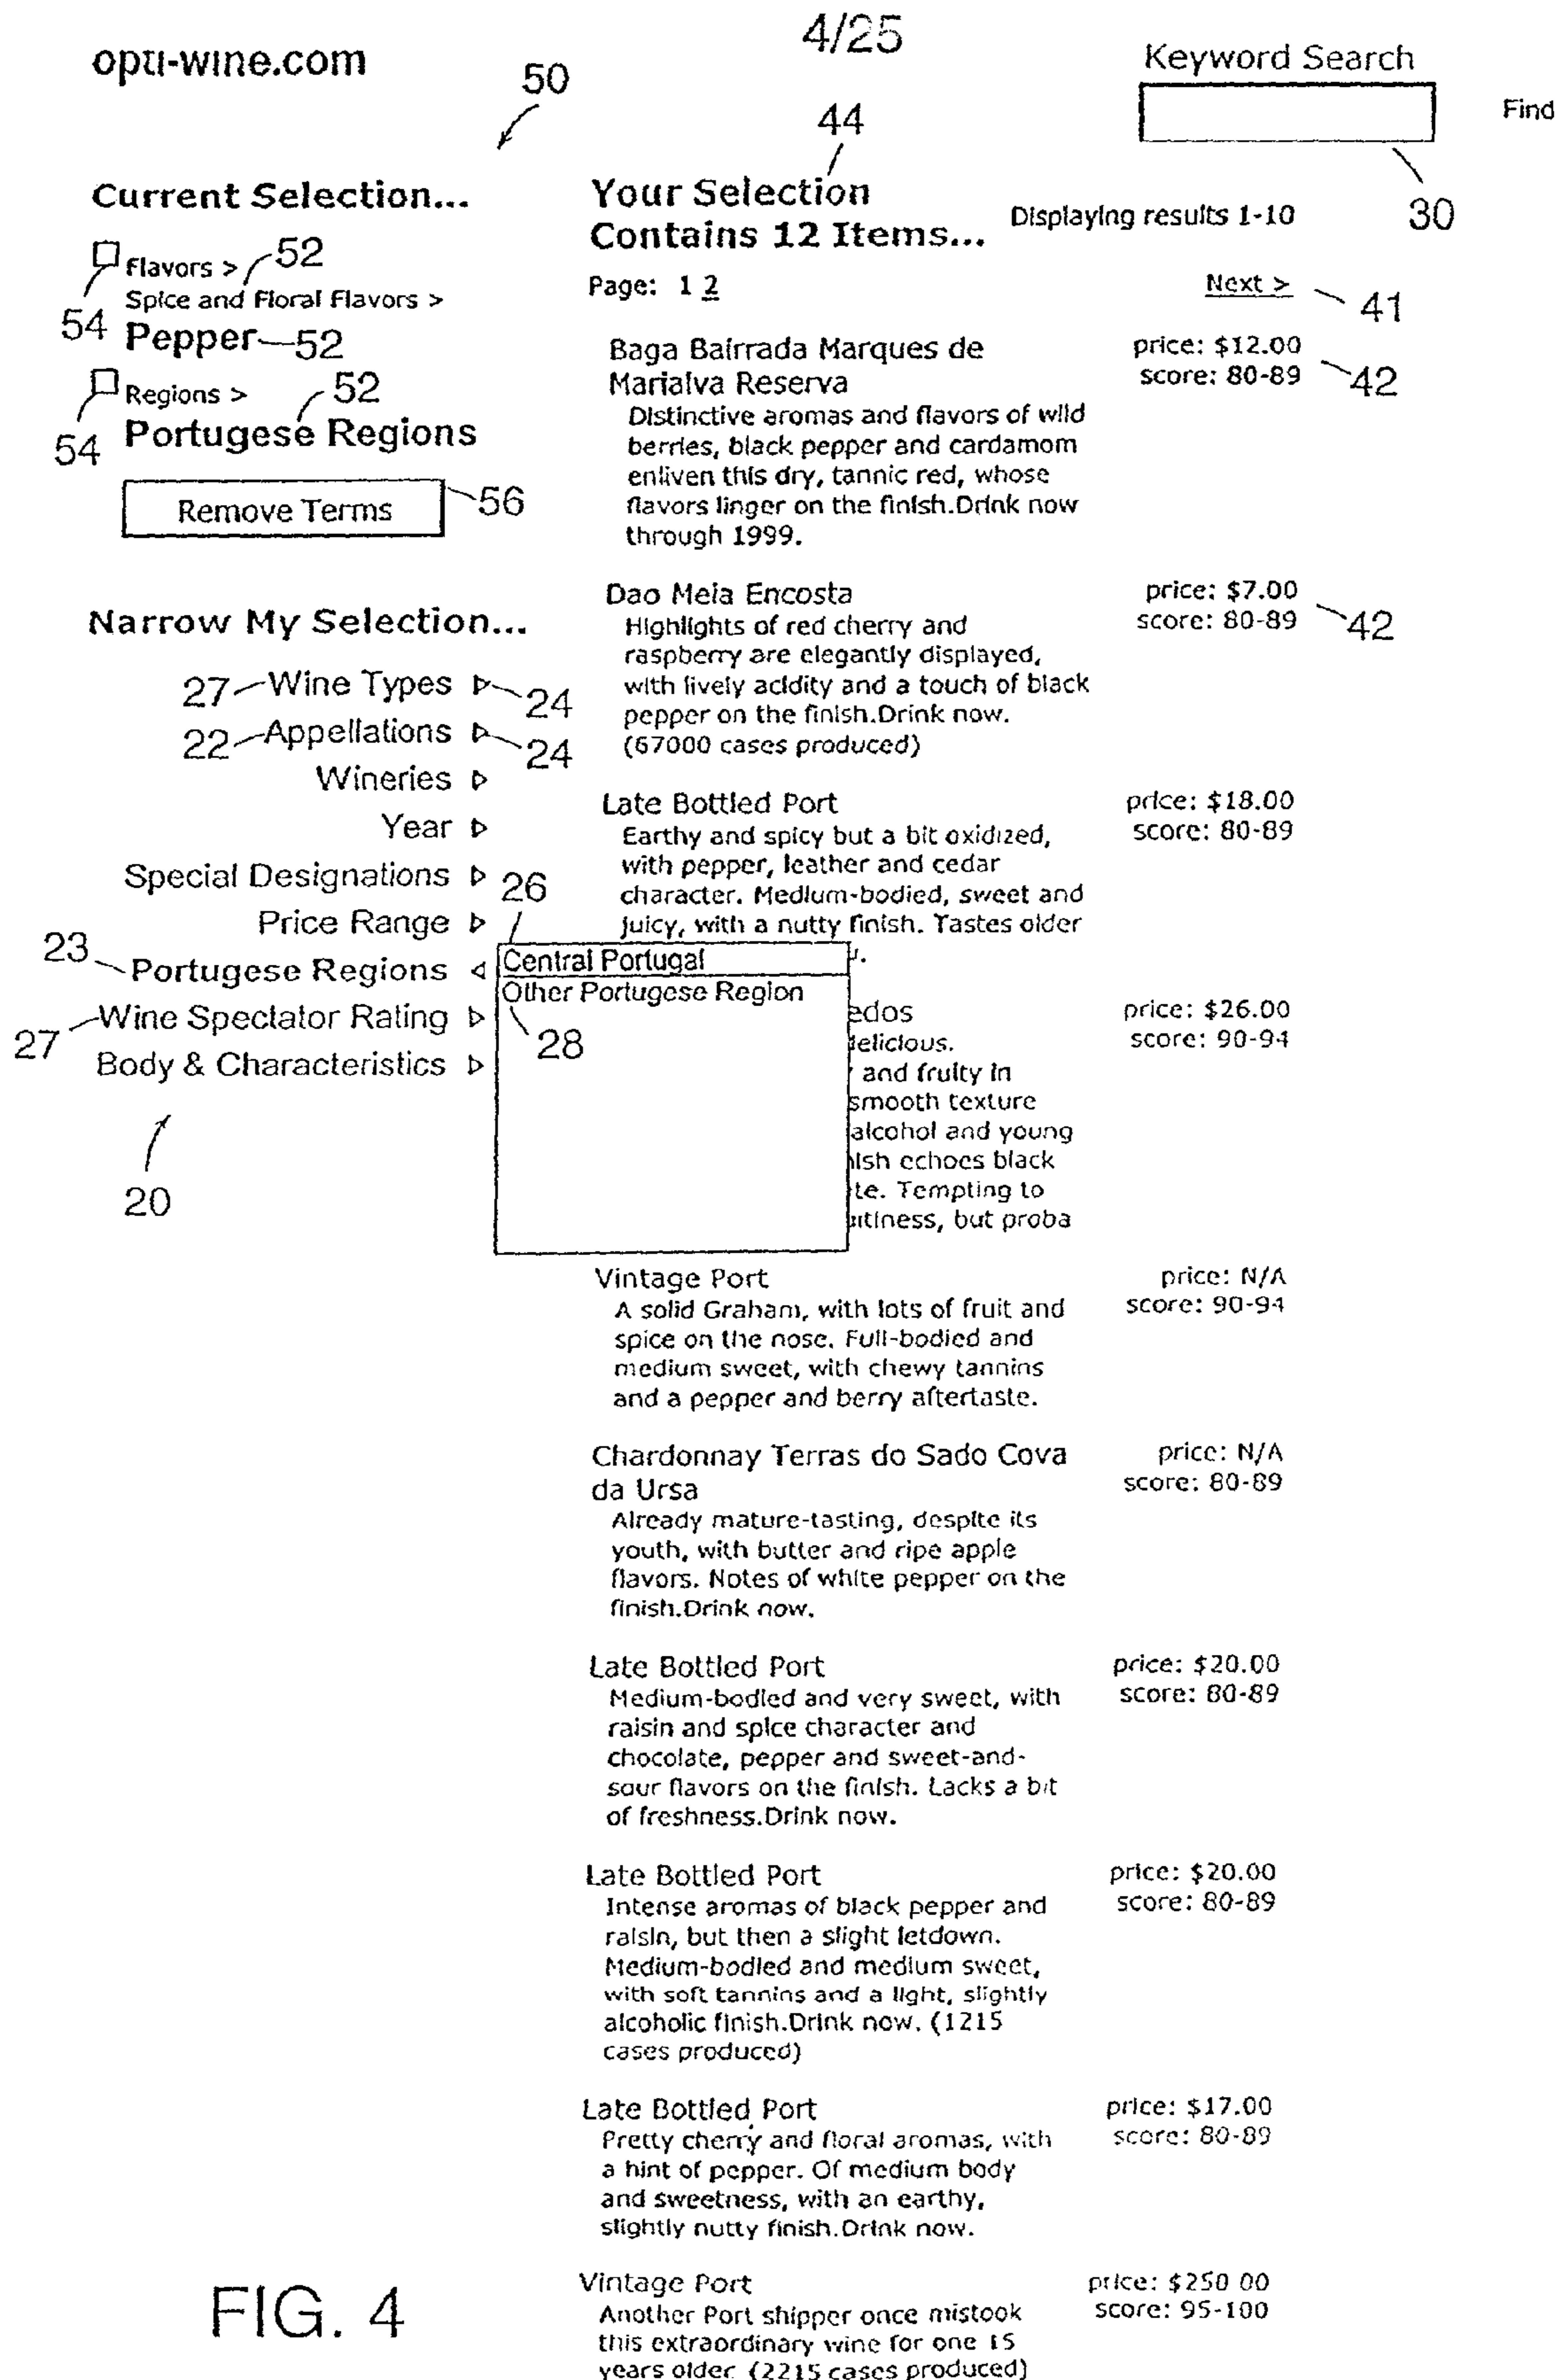 4/25
opti-wine.com
50
44
Keyword Search
Find
30
Current Selection...
Flavors >
52
Spice and Floral Flavors >
54
Pepper
52
Regions >
52
54
Portugese Regions
Remove Terms
56
Narrow My Selection...
27
Wine Types
24
22
Appellations
24
Wineries
Year
Special Designations
26
Price Range
23
Portugese Regions
27
Wine Spectator Rating
Body & Characteristics
20
Central Portugal
Other Portugese Region
28
Your Selection
Contains 12 Items...
Displaying results 1-10
Page: 1 2
Next >
41
Baga Bairrada Marques de
Marialva Reserva
price: $12.00
score: 80-89
42
Distinctive aromas and flavors of wild
berries, black pepper and cardamom
enliven this dry, tannic red, whose
flavors linger on the finish.Drink now
through 1999.
Dao Meia Encosta
price: $7.00
score: 80-89
42
Highlights of red cherry and
raspberry are elegantly displayed,
with lively acidity and a touch of black
pepper on the finish.Drink now.
(67000 cases produced)
Late Bottled Port
price: $18.00
score: 80-89
Earthy and spicy but a bit oxidized,
with pepper, leather and cedar
character. Medium-bodied, sweet and
juicy, with a nutty finish. Tastes older
edos
price: $26.00
score: 90-94
delicious.
and fruity in
smooth texture
alcohol and young
ish echoes black
te. Tempting to
uitiness, but proba
Vintage Port
price: N/A
score: 90-94
A solid Graham, with lots of fruit and
spice on the nose. Full-bodied and
medium sweet, with chewy tannins
and a pepper and berry aftertaste.
Chardonnay Terras do Sado Cova
da Ursa
price: N/A
score: 80-89
Already mature-tasting, despite its
youth, with butter and ripe apple
flavors. Notes of white pepper on the
finish.Drink now.
Late Bottled Port
price: $20.00
score: 80-89
Medium-bodied and very sweet, with
raisin and spice character and
chocolate, pepper and sweet-and-
sour flavors on the finish. Lacks a bit
of freshness.Drink now.
Late Bottled Port
price: $20.00
score: 80-89
Intense aromas of black pepper and
raisin, but then a slight letdown.
Medium-bodied and medium sweet,
with soft tannins and a light, slightly
alcoholic finish.Drink now. (1215
cases produced)
Late Bottled Port
price: $17.00
score: 80-89
Pretty cherry and floral aromas, with
a hint of pepper. Of medium body
and sweetness, with an earthy,
slightly nutty finish.Drink now.
Vintage Port
price: $250 00
score: 95-100
Another Port shipper once mistook
this extraordinary wine for one 15
years older. (2215 cases produced)
FIG. 4